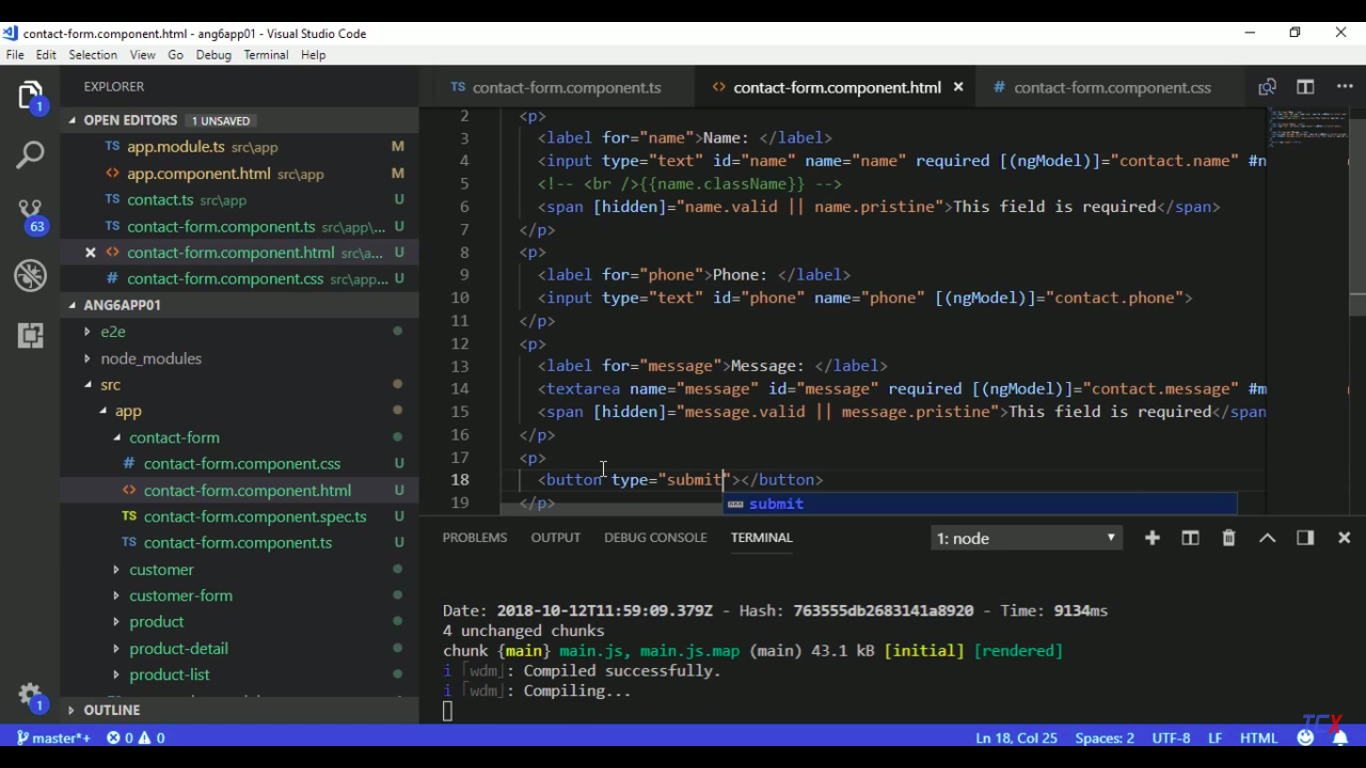 contact-form.component.html - ang6app01 - Visual Studio Code
File Edit Selection View Go Debug Terminal Help
EXPLORER
OPEN EDITORS 1 UNSAVED
TS app.module.ts src\app M
<> app.component.html src\app M
TS contact.ts src\app U
TS contact-form.component.ts src\app\... U
<> contact-form.component.html src\a... U
# contact-form.component.css src\app... U
ANG6APP01
e2e
node_modules
src
app
contact-form
# contact-form.component.css U
<> contact-form.component.html U
TS contact-form.component.spec.ts U
TS contact-form.component.ts U
customer
customer-form
product
product-detail
product-list
OUTLINE
1
63
1
TS contact-form.component.ts <> contact-form.component.html # contact-form.component.css
2 <p>
3 <label for="name">Name: </label>
4 <input type="text" id="name" name="name" required [(ngModel)]="contact.name" #n
5 <!-- <br />{{name.className}} -->
6 <span [hidden]="name.valid || name.pristine">This field is required</span>
7 </p>
8 <p>
9 <label for="phone">Phone: </label>
10 <input type="text" id="phone" name="phone" [(ngModel)]="contact.phone">
11 </p>
12 <p>
13 <label for="message">Message: </label>
14 <textarea name="message" id="message" required [(ngModel)]="contact.message" #m
15 <span [hidden]="message.valid || message.pristine">This field is required</span
16 </p>
17 <p>
18 <button type="submit"></button>
19 </p>
submit
PROBLEMS OUTPUT DEBUG CONSOLE TERMINAL 1: node
Date: 2018-10-12T11:59:09.379Z - Hash: 763555db2683141a8920 - Time: 9134ms
4 unchanged chunks
chunk {main} main.js, main.js.map (main) 43.1 kB [initial] [rendered]
i ｢wdm｣: Compiled successfully.
i ｢wdm｣: Compiling...
TCX
master*+ 0 0 Ln 18, Col 25 Spaces: 2 UTF-8 LF HTML